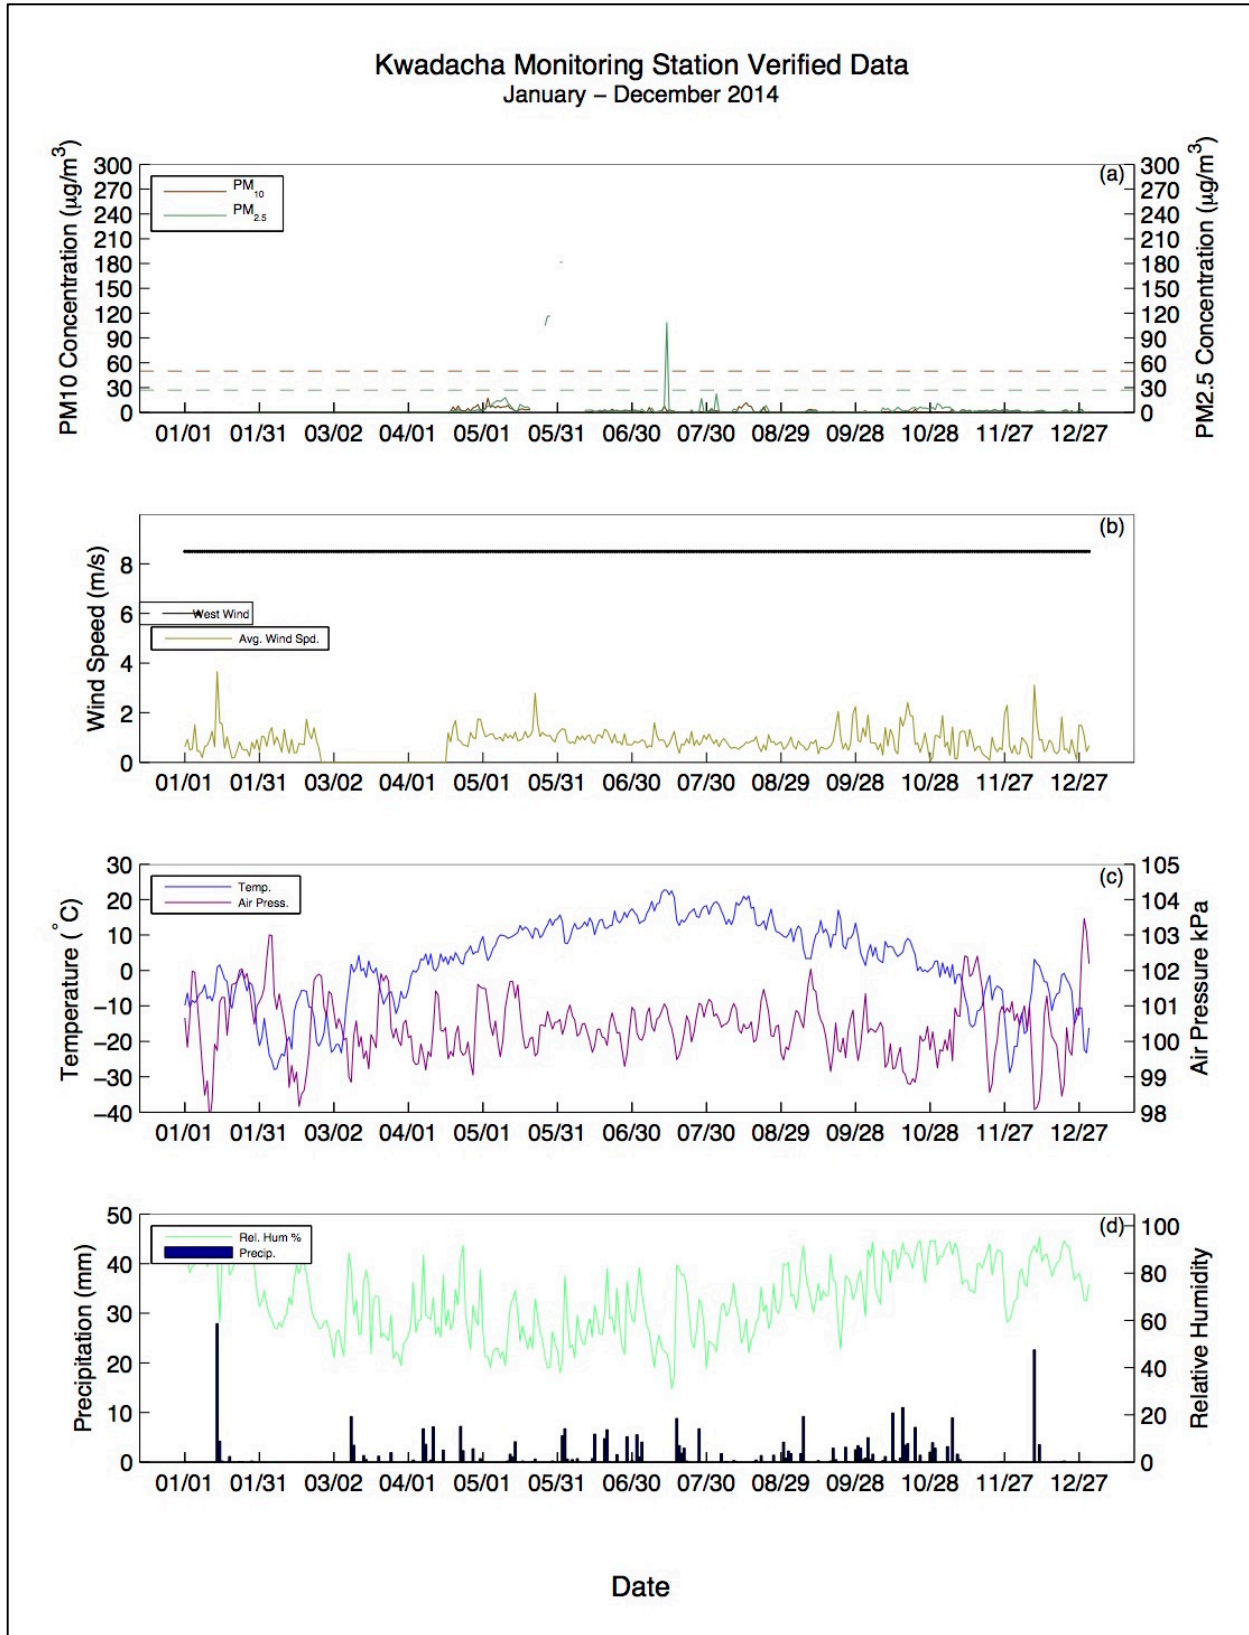 Kwadacha Monitoring Station Verified Data
January – December 2014
PM10 Concentration (µg/m³)
300
270
240
210
180
150
120
90
60
30
0
PM₁₀
PM₂.₅
(a)
300
270
240
210
180
150
120
90
60
30
0
PM2.5 Concentration (µg/m³)
01/01 01/31 03/02 04/01 05/01 05/31 06/30 07/30 08/29 09/28 10/28 11/27 12/27
Wind Speed (m/s)
8
6
4
2
0
West Wind
Avg. Wind Spd.
(b)
01/01 01/31 03/02 04/01 05/01 05/31 06/30 07/30 08/29 09/28 10/28 11/27 12/27
Temperature (°C)
30
20
10
0
−10
−20
−30
−40
Temp.
Air Press.
(c)
105
104
103
102
101
100
99
98
Air Pressure kPa
01/01 01/31 03/02 04/01 05/01 05/31 06/30 07/30 08/29 09/28 10/28 11/27 12/27
Precipitation (mm)
50
40
30
20
10
0
Rel. Hum %
Precip.
(d)
100
80
60
40
20
0
Relative Humidity
01/01 01/31 03/02 04/01 05/01 05/31 06/30 07/30 08/29 09/28 10/28 11/27 12/27
Date